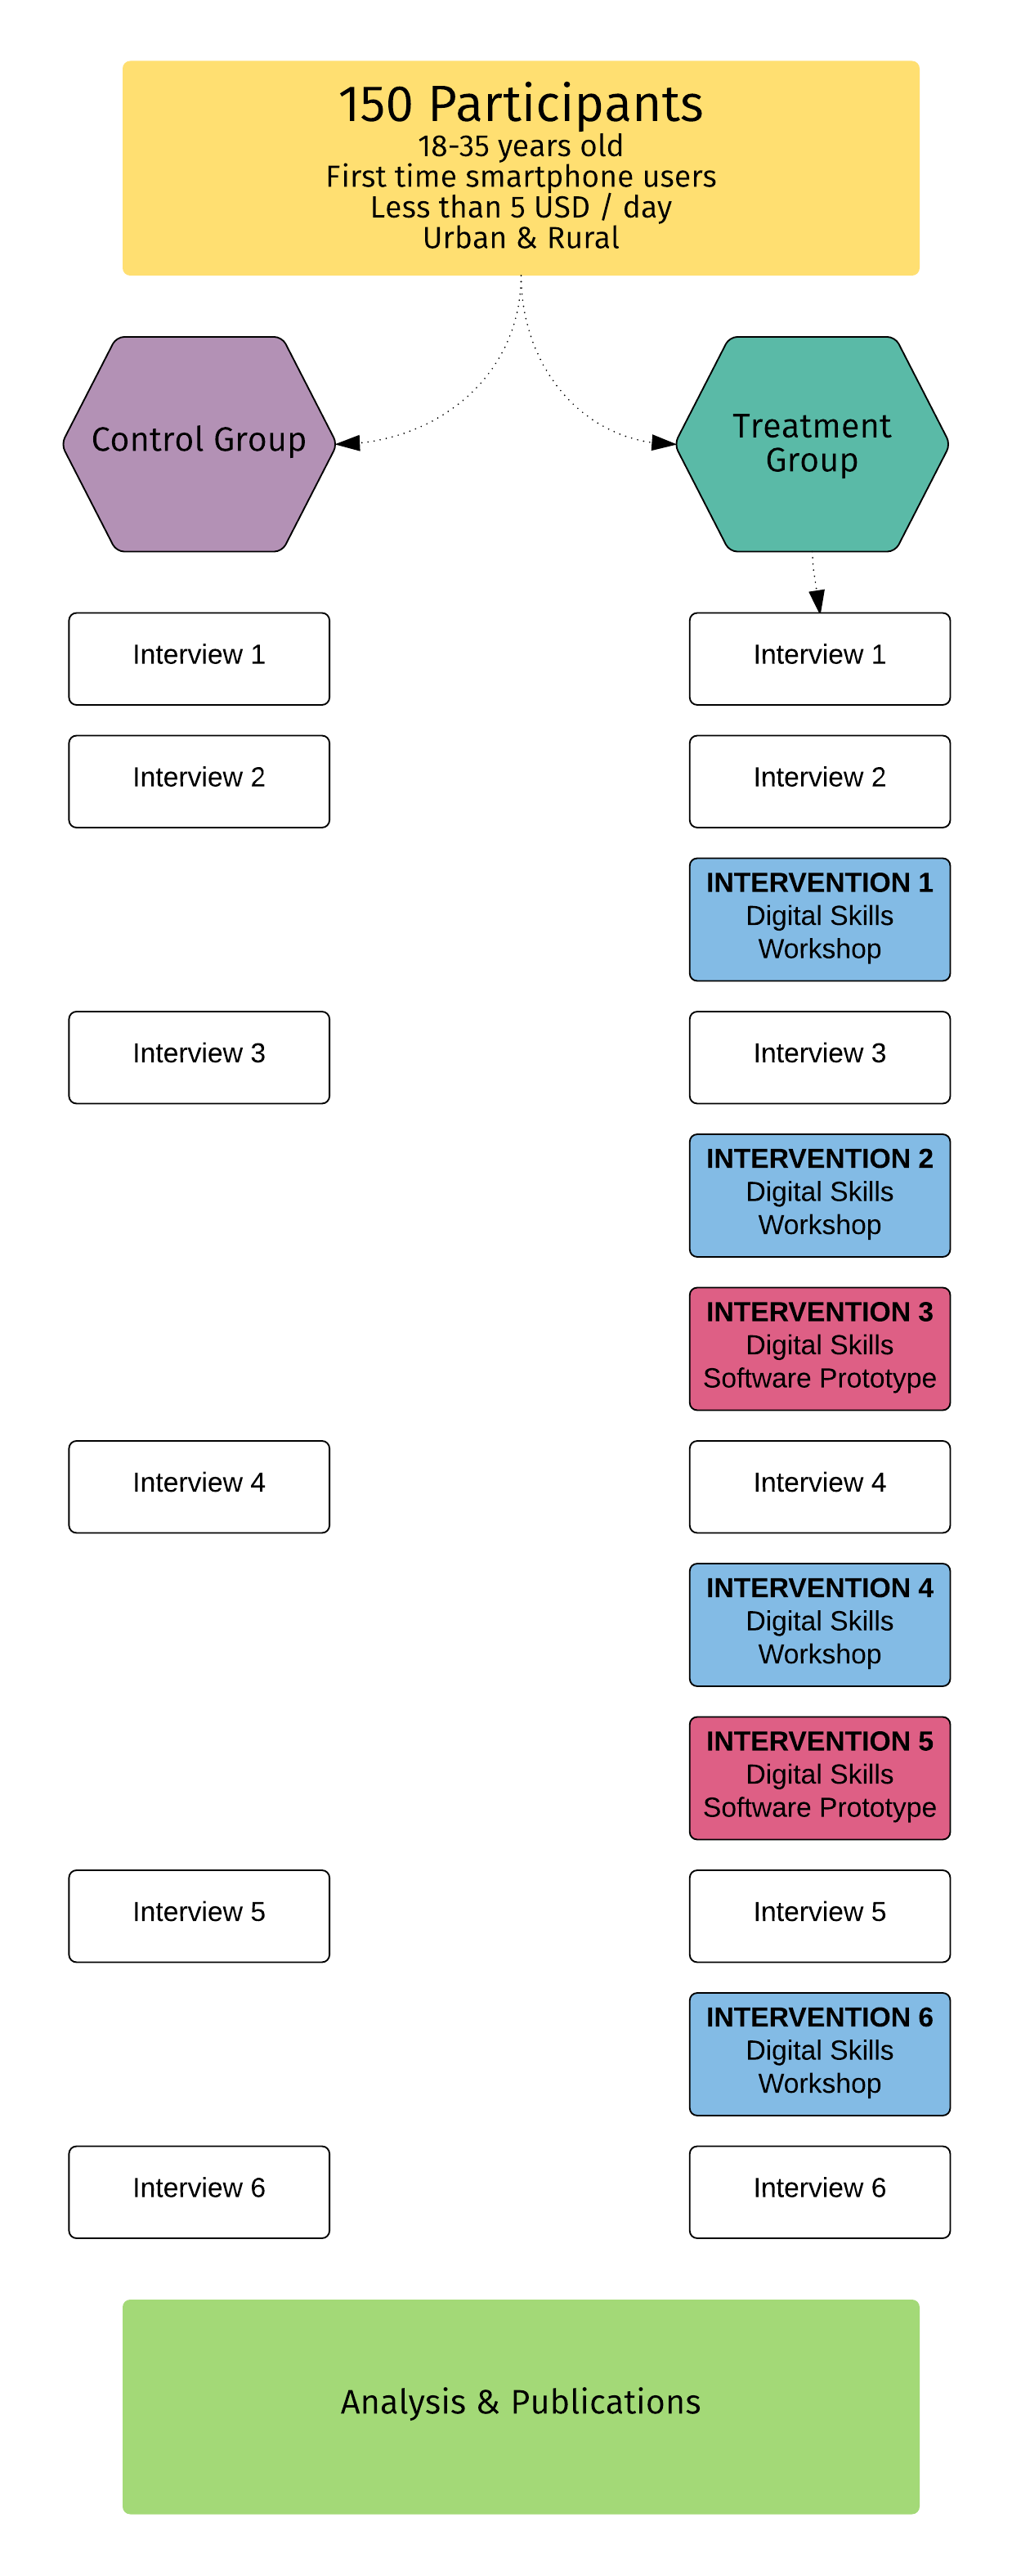 150 Participants
18-35 years old
First time smartphone users
Less than 5 USD / day
Urban & Rural
Control Group
Treatment
Group
Interview 1
Interview 1
Interview 2
Interview 2
INTERVENTION 1
Digital Skills
Workshop
Interview 3
Interview 3
INTERVENTION 2
Digital Skills
Workshop
INTERVENTION 3
Digital Skills
Software Prototype
Interview 4
Interview 4
INTERVENTION 4
Digital Skills
Workshop
INTERVENTION 5
Digital Skills
Software Prototype
Interview 5
Interview 5
INTERVENTION 6
Digital Skills
Workshop
Interview 6
Interview 6
Analysis & Publications